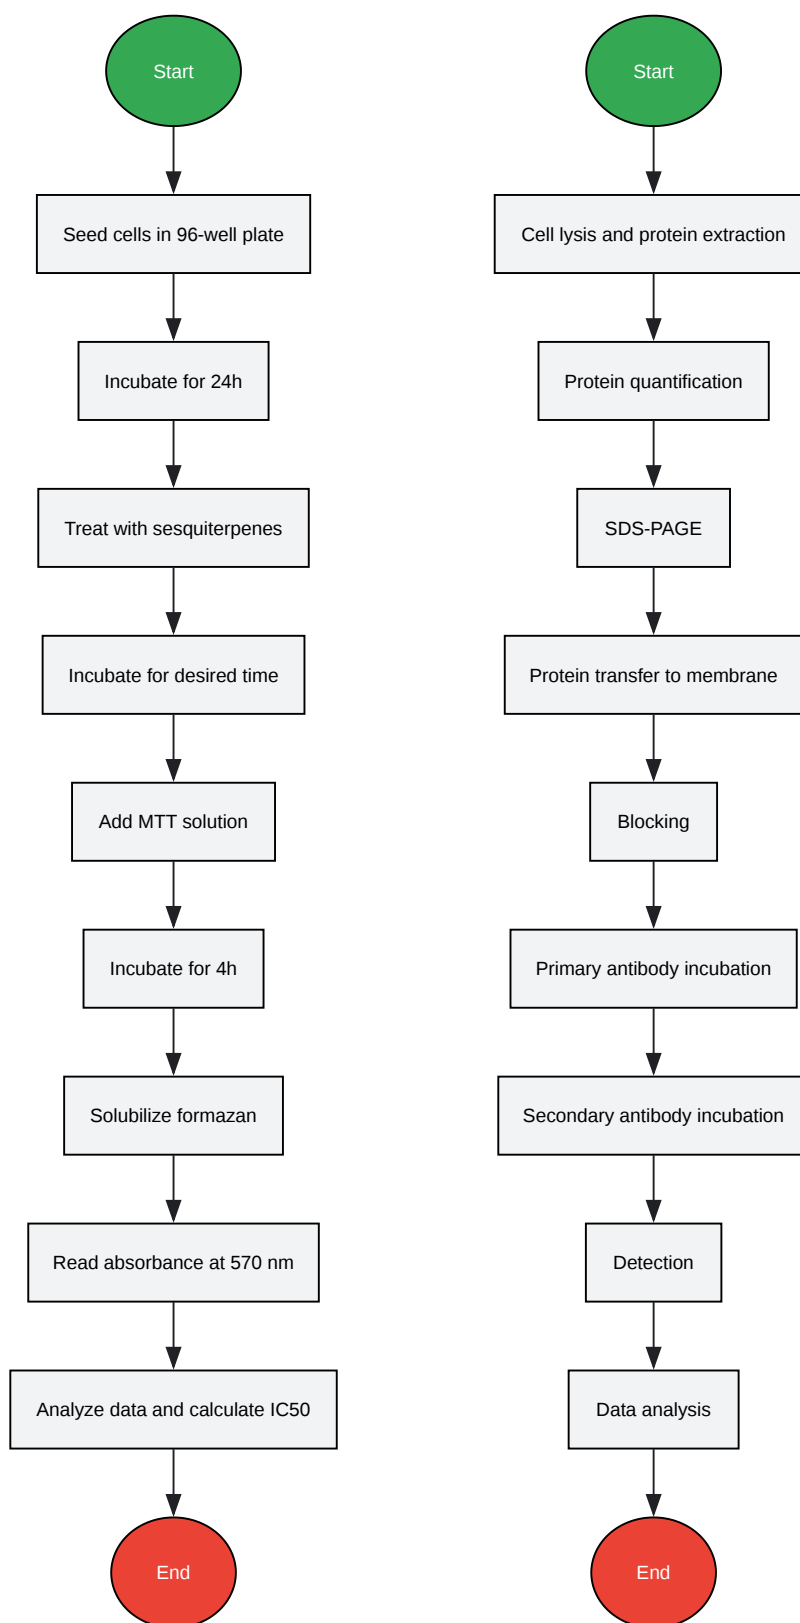 Start
Seed cells in 96-well plate
Incubate for 24h
Treat with sesquiterpenes
Incubate for desired time
Add MTT solution
Incubate for 4h
Solubilize formazan
Read absorbance at 570 nm
Analyze data and calculate IC50
End
Start
Cell lysis and protein extraction
Protein quantification
SDS-PAGE
Protein transfer to membrane
Blocking
Primary antibody incubation
Secondary antibody incubation
Detection
Data analysis
End